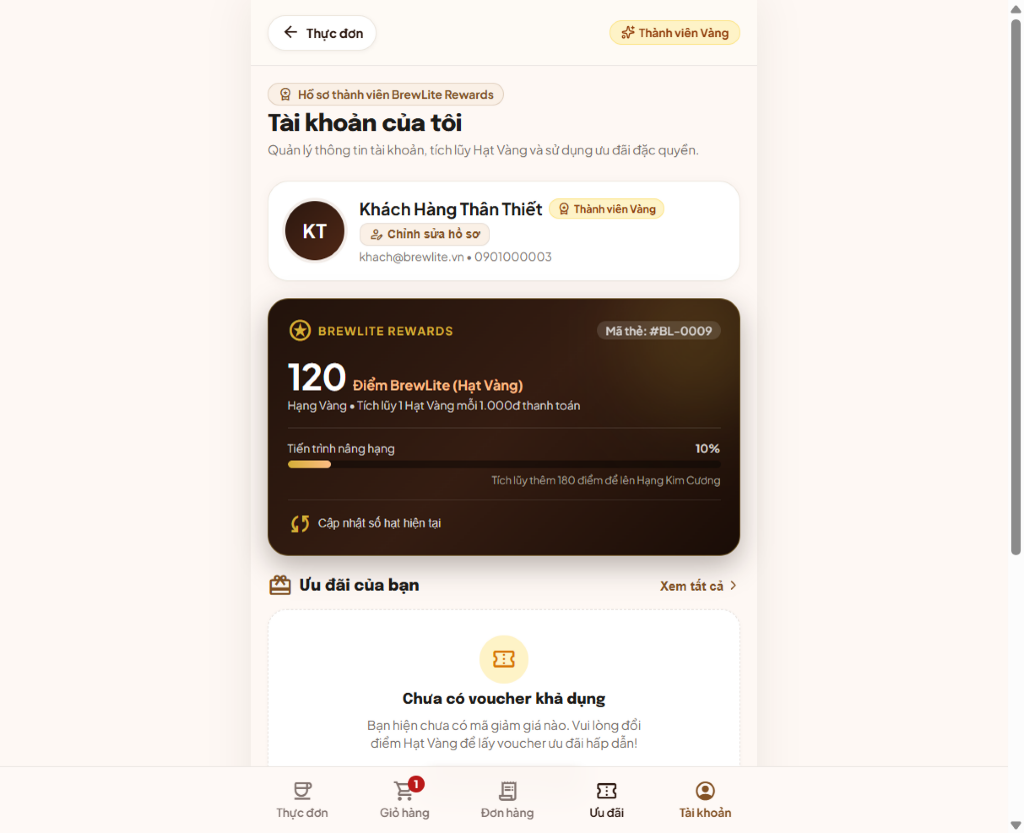 Thực đơn
Thành viên Vàng
Hồ sơ thành viên BrewLite Rewards
Tài khoản của tôi
Quản lý thông tin tài khoản, tích lũy Hạt Vàng và sử dụng ưu đãi đặc quyền.
KT
Khách Hàng Thân Thiết
Thành viên Vàng
Chỉnh sửa hồ sơ
khach@brewlite.vn • 0901000003
BREWLITE REWARDS
Mã thẻ: #BL-0009
120 Điểm BrewLite (Hạt Vàng)
Hạng Vàng • Tích lũy 1 Hạt Vàng mỗi 1.000đ thanh toán
Tiến trình nâng hạng
10%
Tích lũy thêm 180 điểm để lên Hạng Kim Cương
Cập nhật số hạt hiện tại
Ưu đãi của bạn
Xem tất cả
Chưa có voucher khả dụng
Bạn hiện chưa có mã giảm giá nào. Vui lòng đổi
điểm Hạt Vàng để lấy voucher ưu đãi hấp dẫn!
1
Thực đơn
Giỏ hàng
Đơn hàng
Ưu đãi
Tài khoản